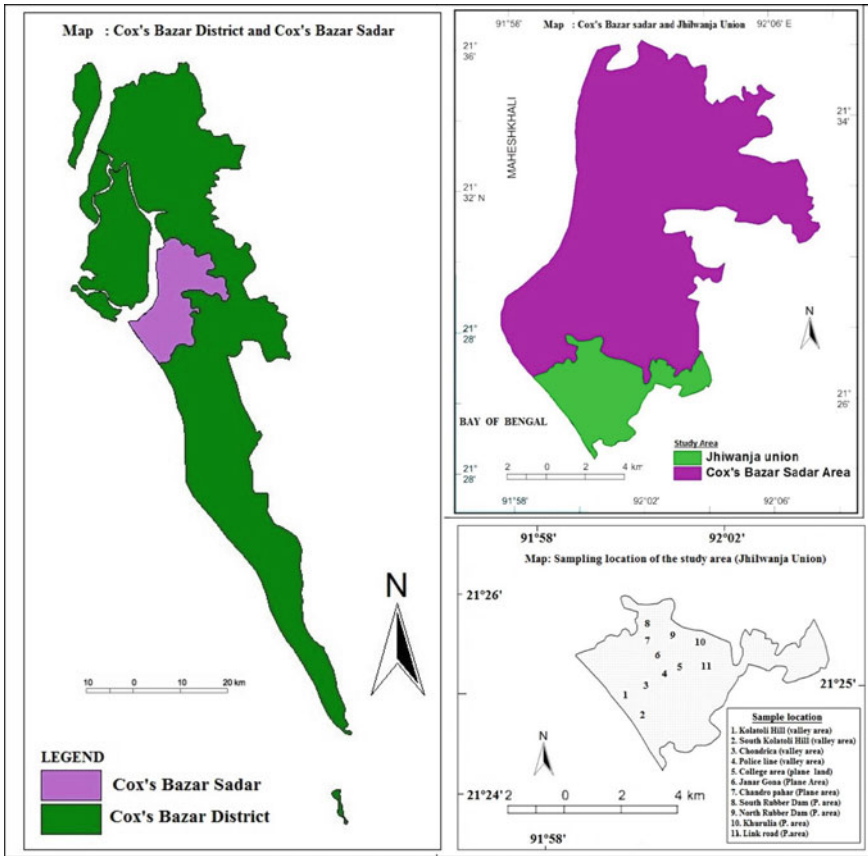 Map : Cox's Bazar District and Cox's Bazar Sadar
N
10 0 10 20 km
LEGEND
Cox's Bazar Sadar
Cox's Bazar District
91° 56' 92° 06' E
Map : Cox's Bazar sadar and Jhilwanja Union
21° 36'
21° 34'
MAHESHKHALI
21° 32' N
N
21° 28'
21° 26'
BAY OF BENGAL
Study Area
Jhiwanja union
Cox's Bazar Sadar Area
2 0 2 4 km
21° 28'
91° 58' 92° 02' 92° 06'
91°58' 92°02'
Map: Sampling location of the study area (Jhilwanja Union)
21°26'
8
7 9 10
6
5 11
4
3
1
2
21°25'
Sample location
1. Kolatoli Hill (valley area)
2. South Kolatoli Hill (valley area)
3. Chondrica (valley area)
4. Police line (valley area)
5. College area (plane land)
6. Janar Gona (Plane Area)
7. Chandro pahar (Plane area)
8. South Rubber Dam (P. area)
9. North Rubber Dam (P. area)
10. Khurulia (P. area)
11. Link road (P.area)
N
21°24'
2 0 2 4 km
91°58'